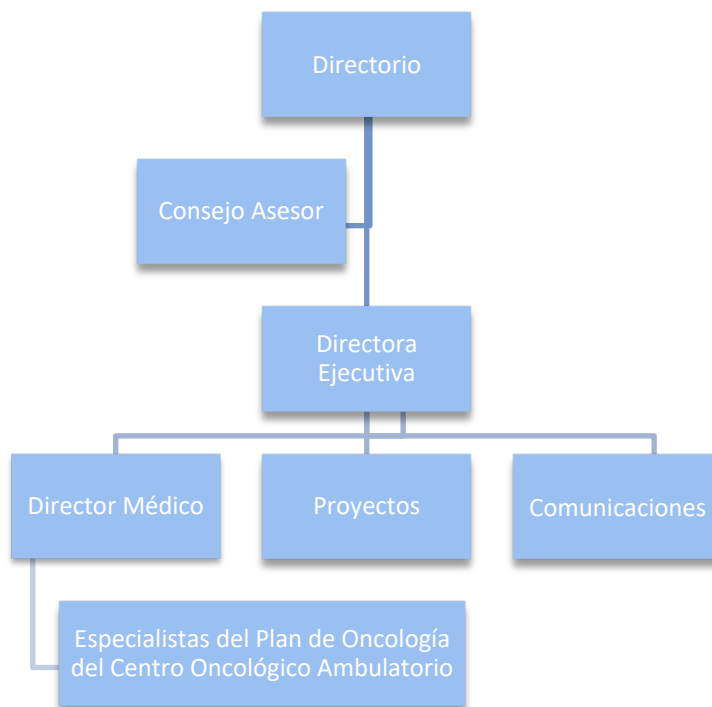 Directorio
Consejo Asesor
Directora
Ejecutiva
Director Médico
Proyectos
Comunicaciones
Especialistas del Plan de Oncología
del Centro Oncológico Ambulatorio